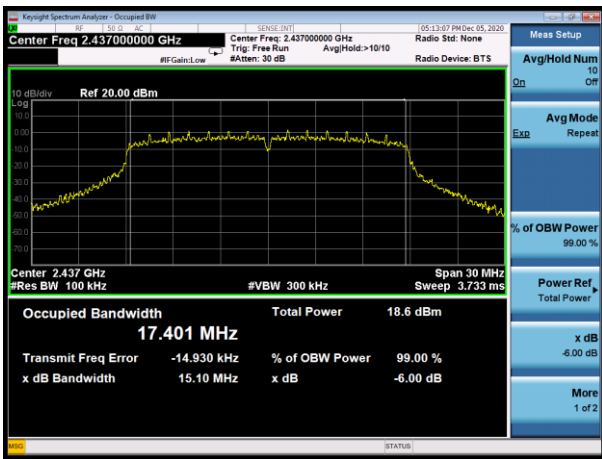 Keysight Spectrum Analyzer - Occupied BW
RF 50 Ω AC SENSE:INT 05:13:07 PM Dec 05, 2020
Center Freq 2.437000000 GHz
Center Freq: 2.437000000 GHz Radio Std: None
Trig: Free Run Avg|Hold:>10/10
#IFGain:Low #Atten: 30 dB Radio Device: BTS
10 dB/div Ref 20.00 dBm
Log
10.0
0.00
-10.0
-20.0
-30.0
-40.0
-50.0
-60.0
-70.0
Center 2.437 GHz Span 30 MHz
#Res BW 100 kHz #VBW 300 kHz Sweep 3.733 ms
Occupied Bandwidth Total Power 18.6 dBm
17.401 MHz
Transmit Freq Error -14.930 kHz % of OBW Power 99.00 %
x dB Bandwidth 15.10 MHz x dB -6.00 dB
MSG STATUS
Meas Setup
Avg/Hold Num
10
On Off
Avg Mode
Exp Repeat
% of OBW Power
99.00 %
Power Ref
Total Power
x dB
-6.00 dB
More
1 of 2